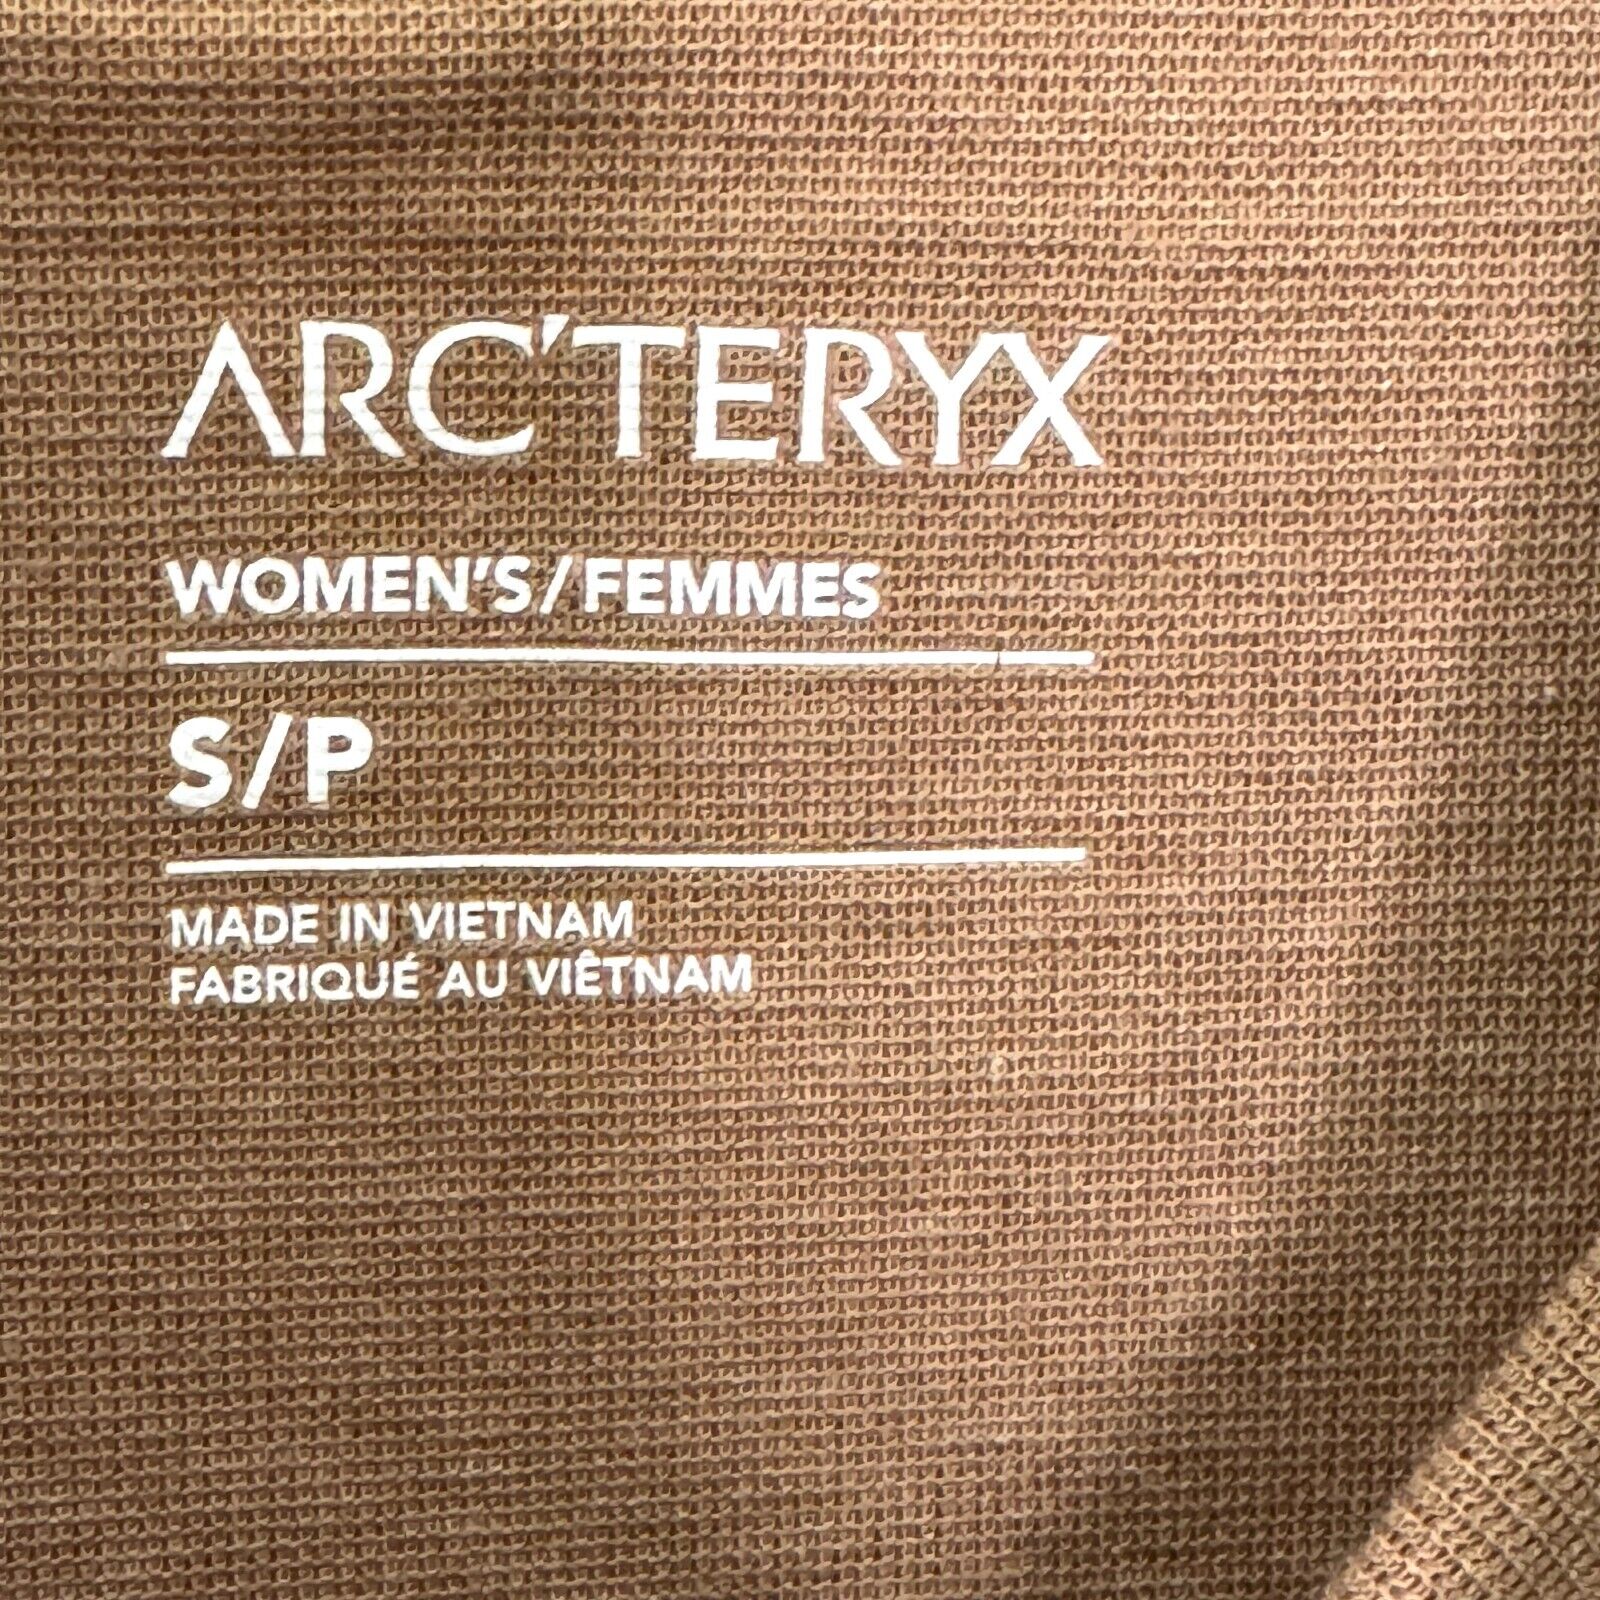 ARC'TERYX
WOMEN'S/FEMMES
S/P
MADE IN VIETNAM
FABRIQUÉ AU VIÊTNAM